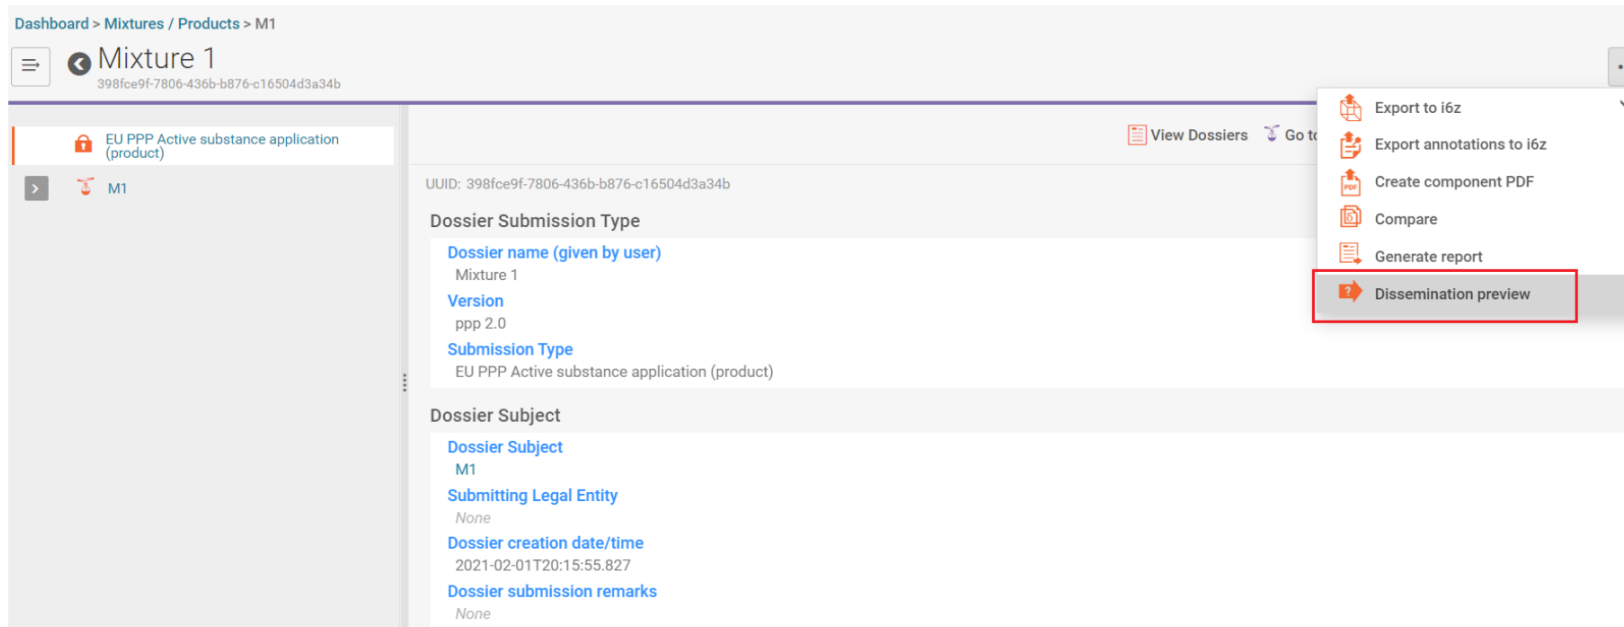 Dashboard > Mixtures / Products > M1
Mixture 1
398fce9f-7806-436b-b876-c16504d3a34b
EU PPP Active substance application
(product)
M1
View Dossiers
Go to
Export to i6z
Export annotations to i6z
PDF
Create component PDF
Compare
Generate report
? Dissemination preview
UUID: 398fce9f-7806-436b-b876-c16504d3a34b
Dossier Submission Type
Dossier name (given by user)
Mixture 1
Version
ppp 2.0
Submission Type
EU PPP Active substance application (product)
Dossier Subject
Dossier Subject
M1
Submitting Legal Entity
None
Dossier creation date/time
2021-02-01T20:15:55.827
Dossier submission remarks
None